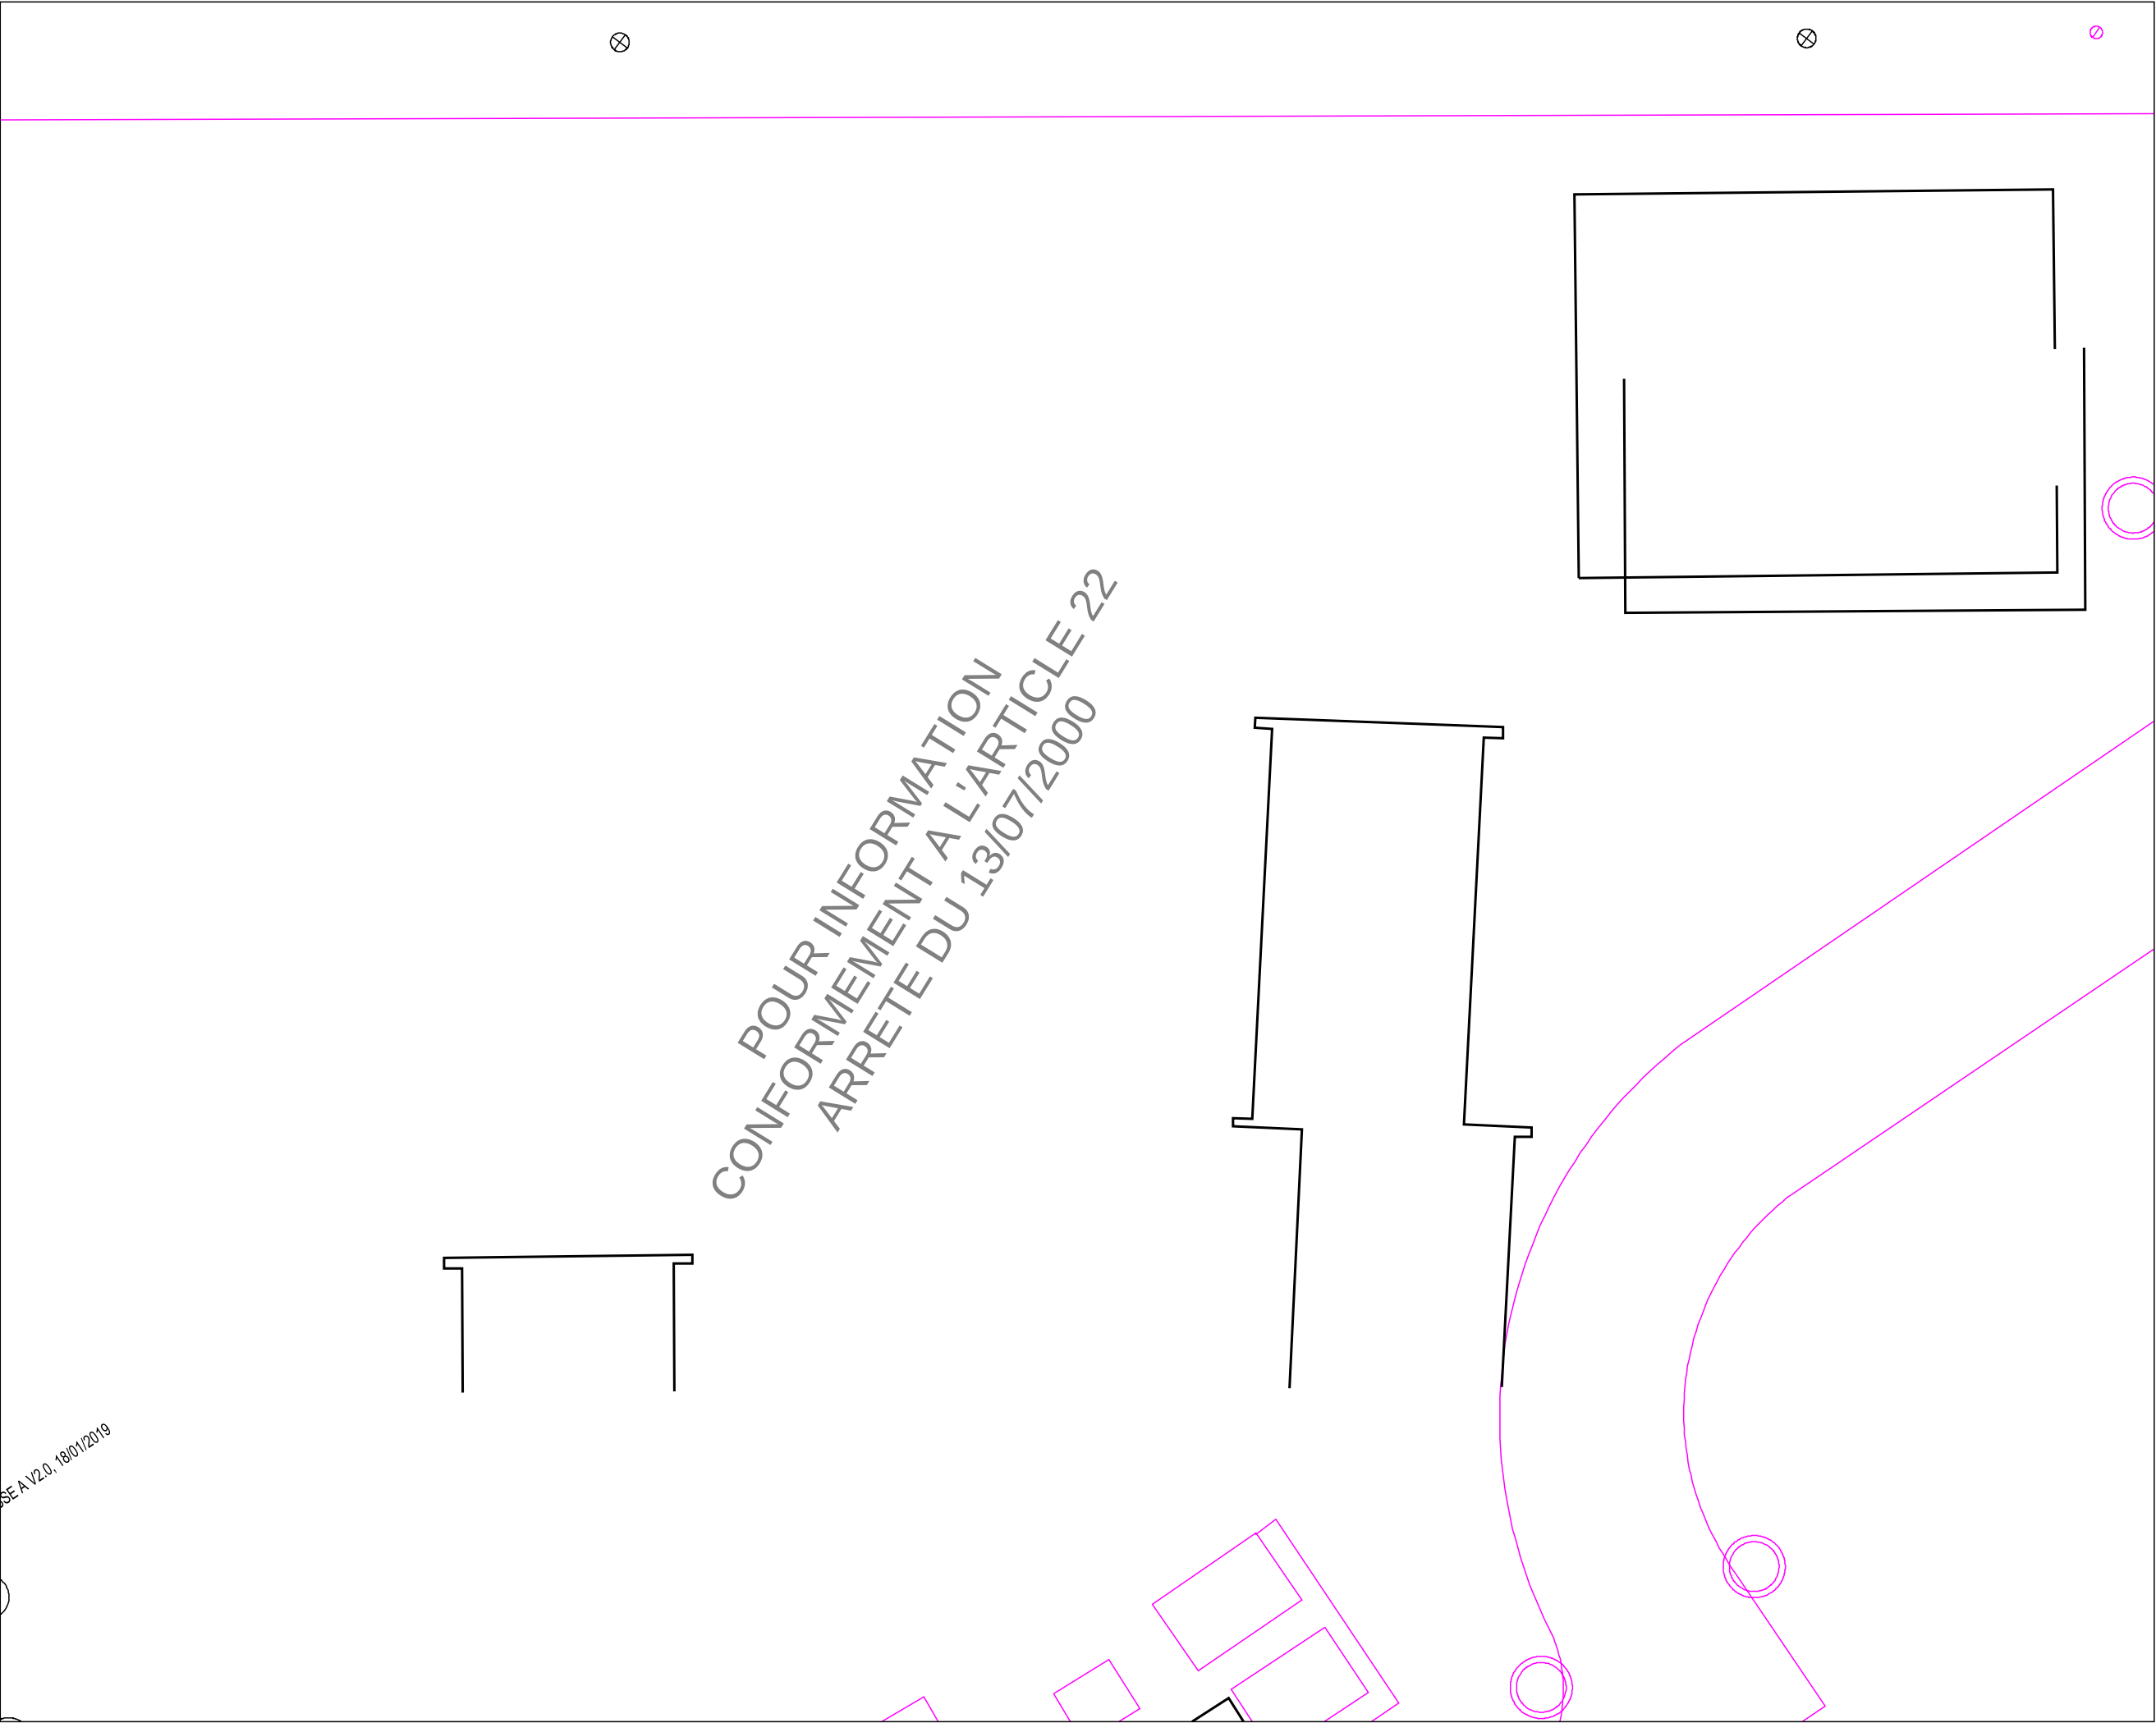 POUR INFORMATION
CONFORMEMENT A L'ARTICLE 22
ARRETE DU 13/07/2000
A V2.0, 18/01/2019